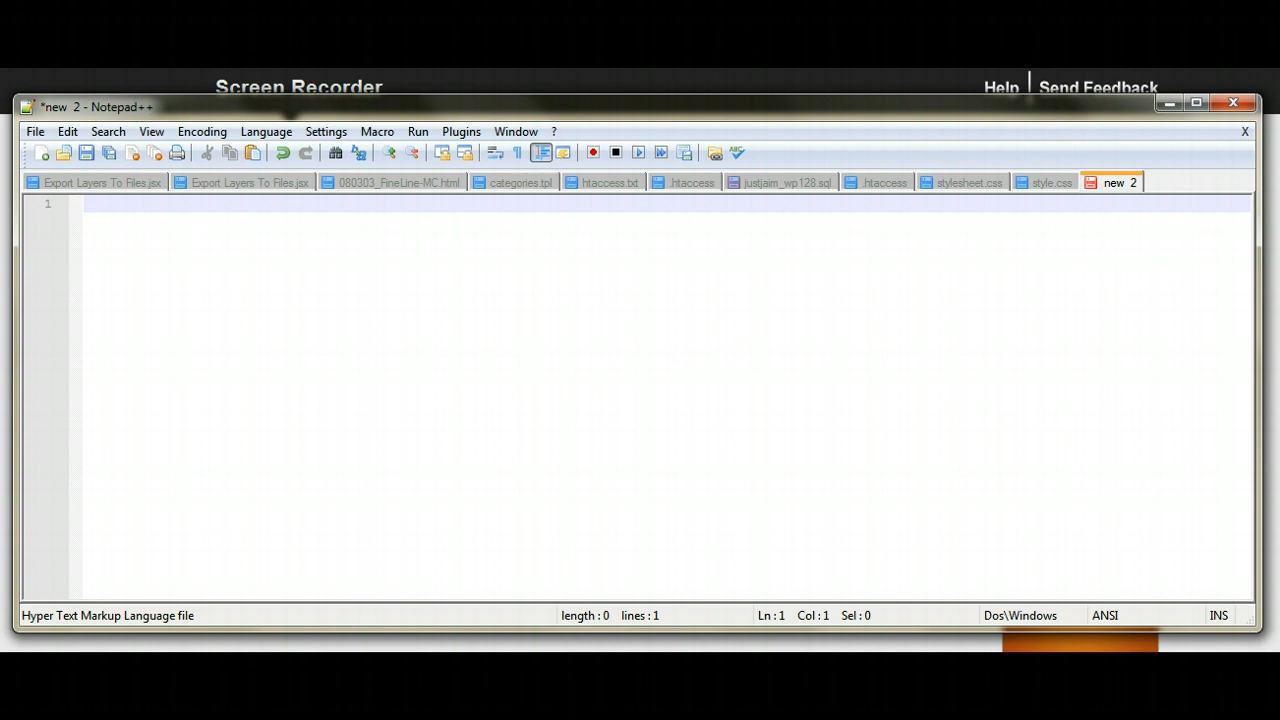 Screen Recorder
Help | Send Feedback
*new  2 - Notepad++
File Edit Search View Encoding Language Settings Macro Run Plugins Window ? X
ABC
Export Layers To Files.jsx Export Layers To Files.jsx 080303_FineLine-MC.html categories.tpl htaccess.txt .htaccess justjaim_wp128.sql .htaccess stylesheet.css style.css new 2
1
Hyper Text Markup Language file length : 0 lines : 1 Ln : 1 Col : 1 Sel : 0 Dos\Windows ANSI INS